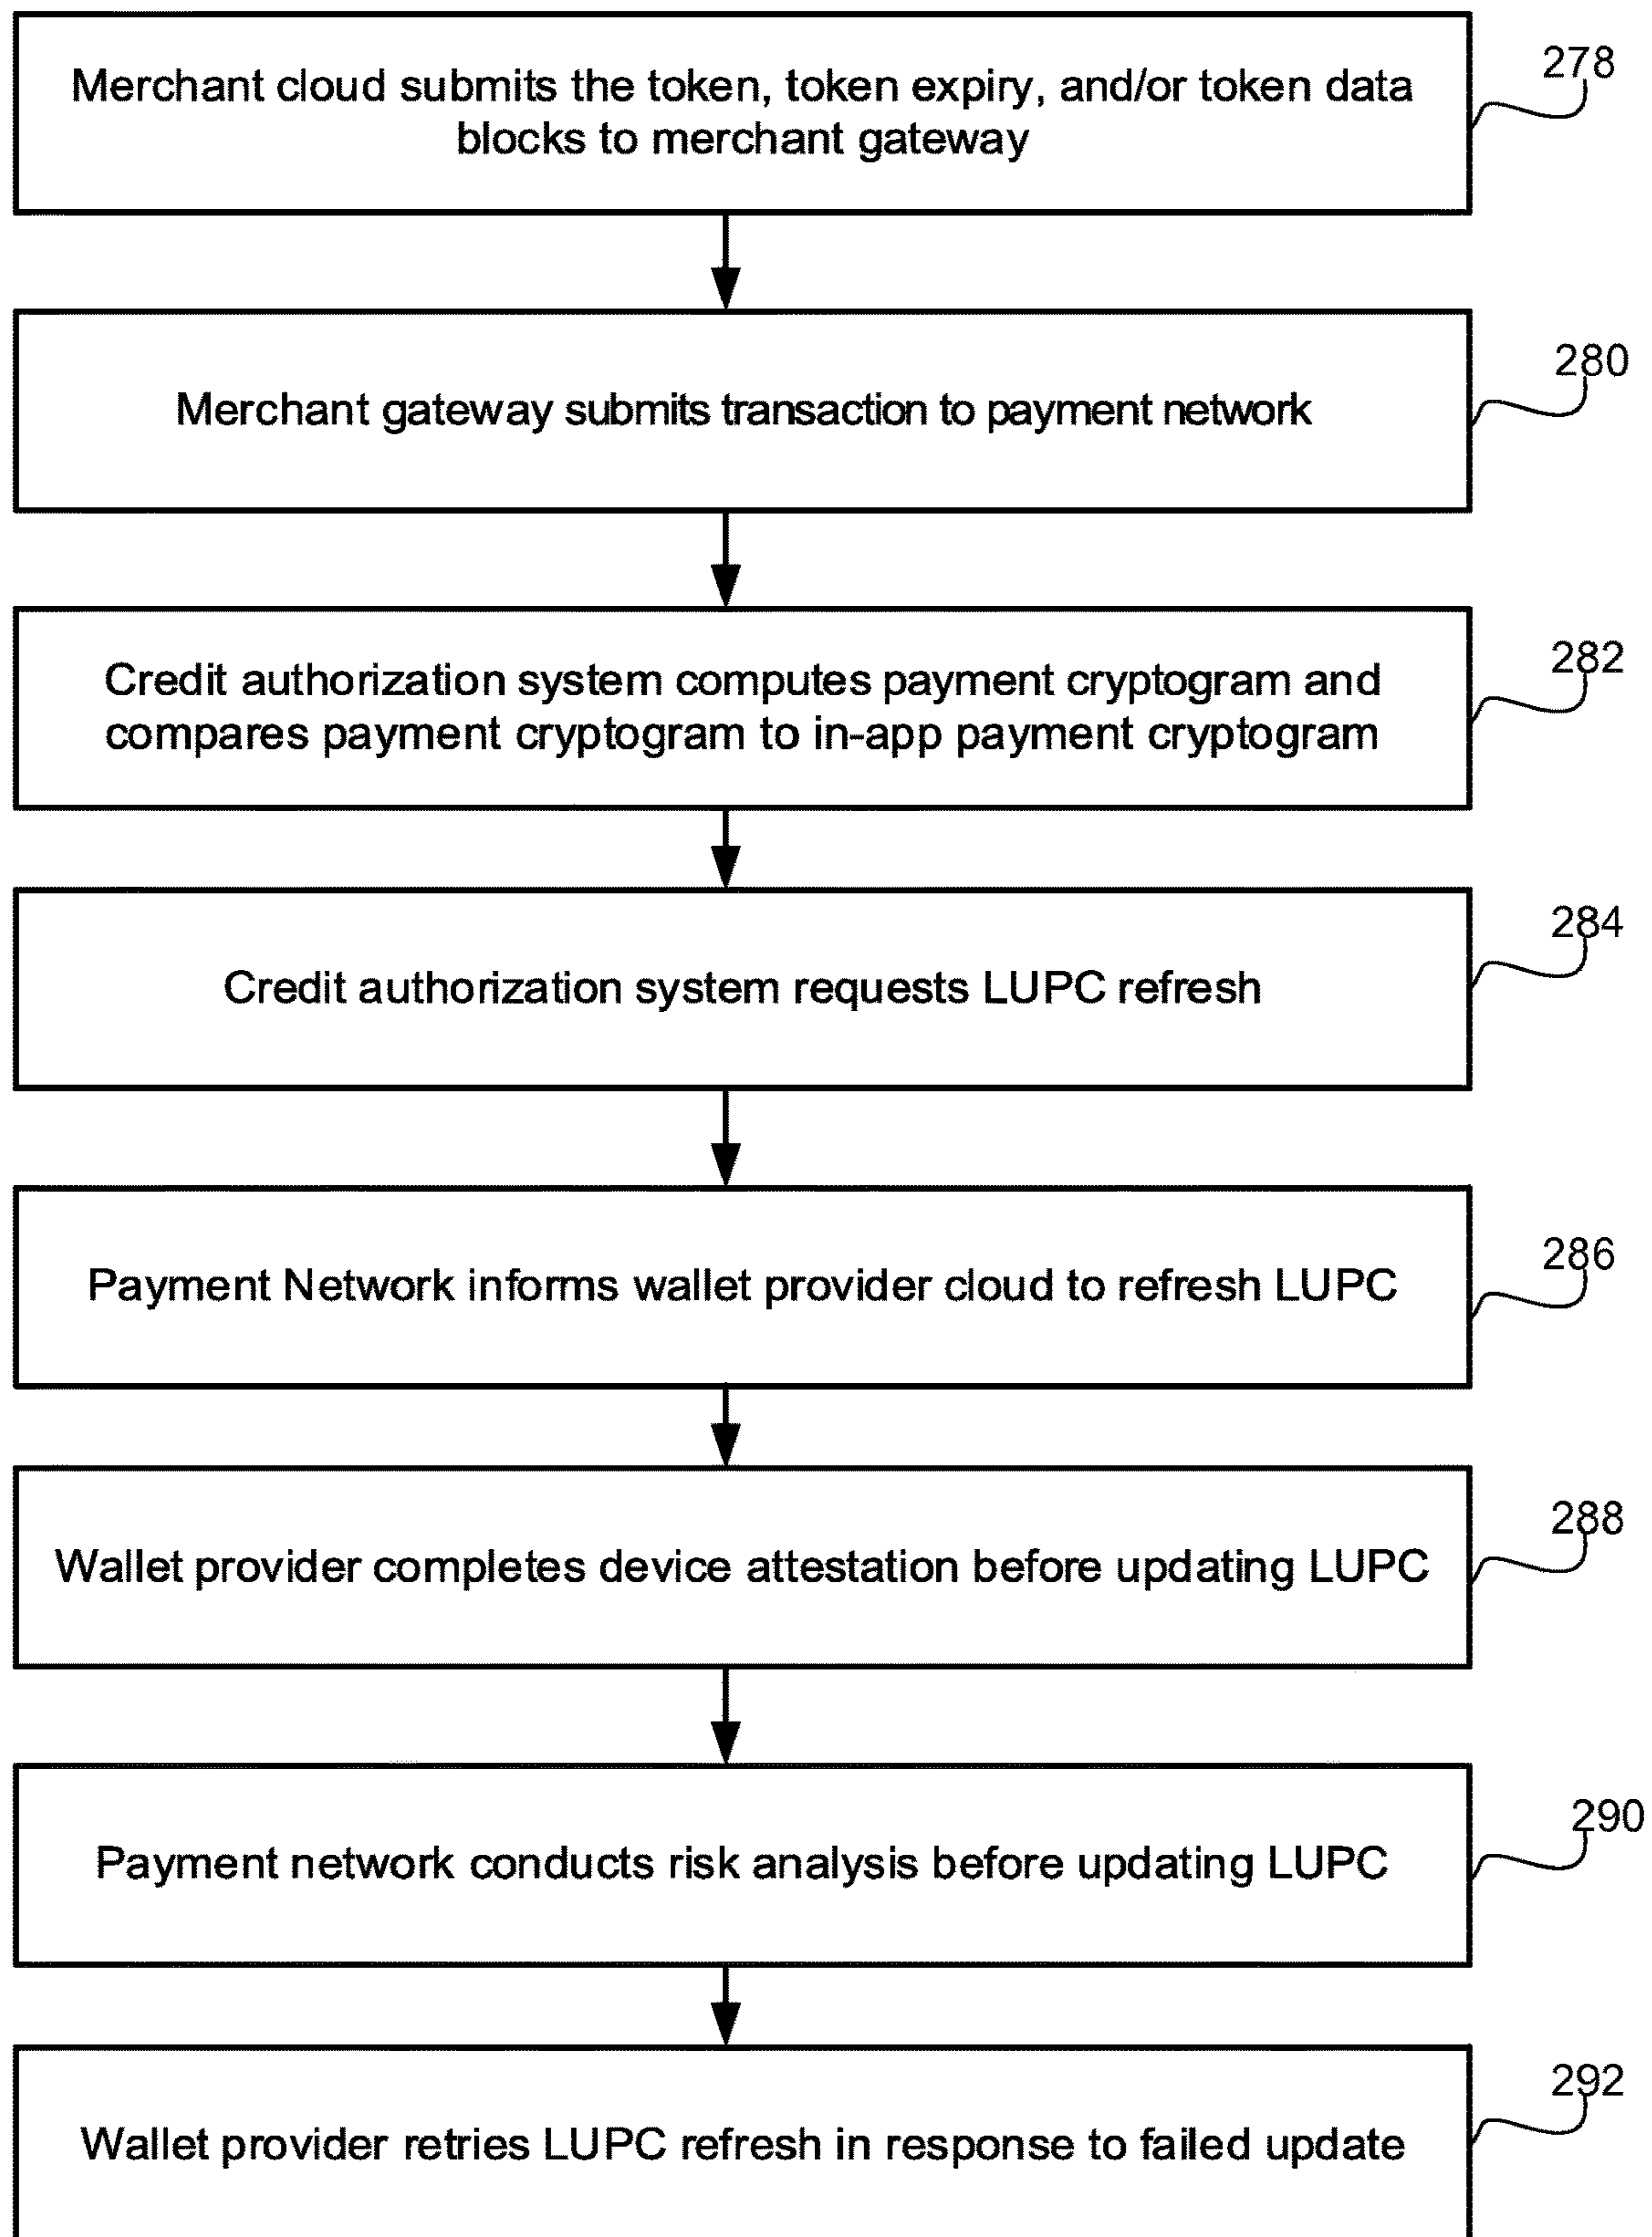 Merchant cloud submits the token, token expiry, and/or token data
blocks to merchant gateway
278
Merchant gateway submits transaction to payment network
280
Credit authorization system computes payment cryptogram and
compares payment cryptogram to in-app payment cryptogram
282
Credit authorization system requests LUPC refresh
284
Payment Network informs wallet provider cloud to refresh LUPC
286
Wallet provider completes device attestation before updating LUPC
288
Payment network conducts risk analysis before updating LUPC
290
Wallet provider retries LUPC refresh in response to failed update
292